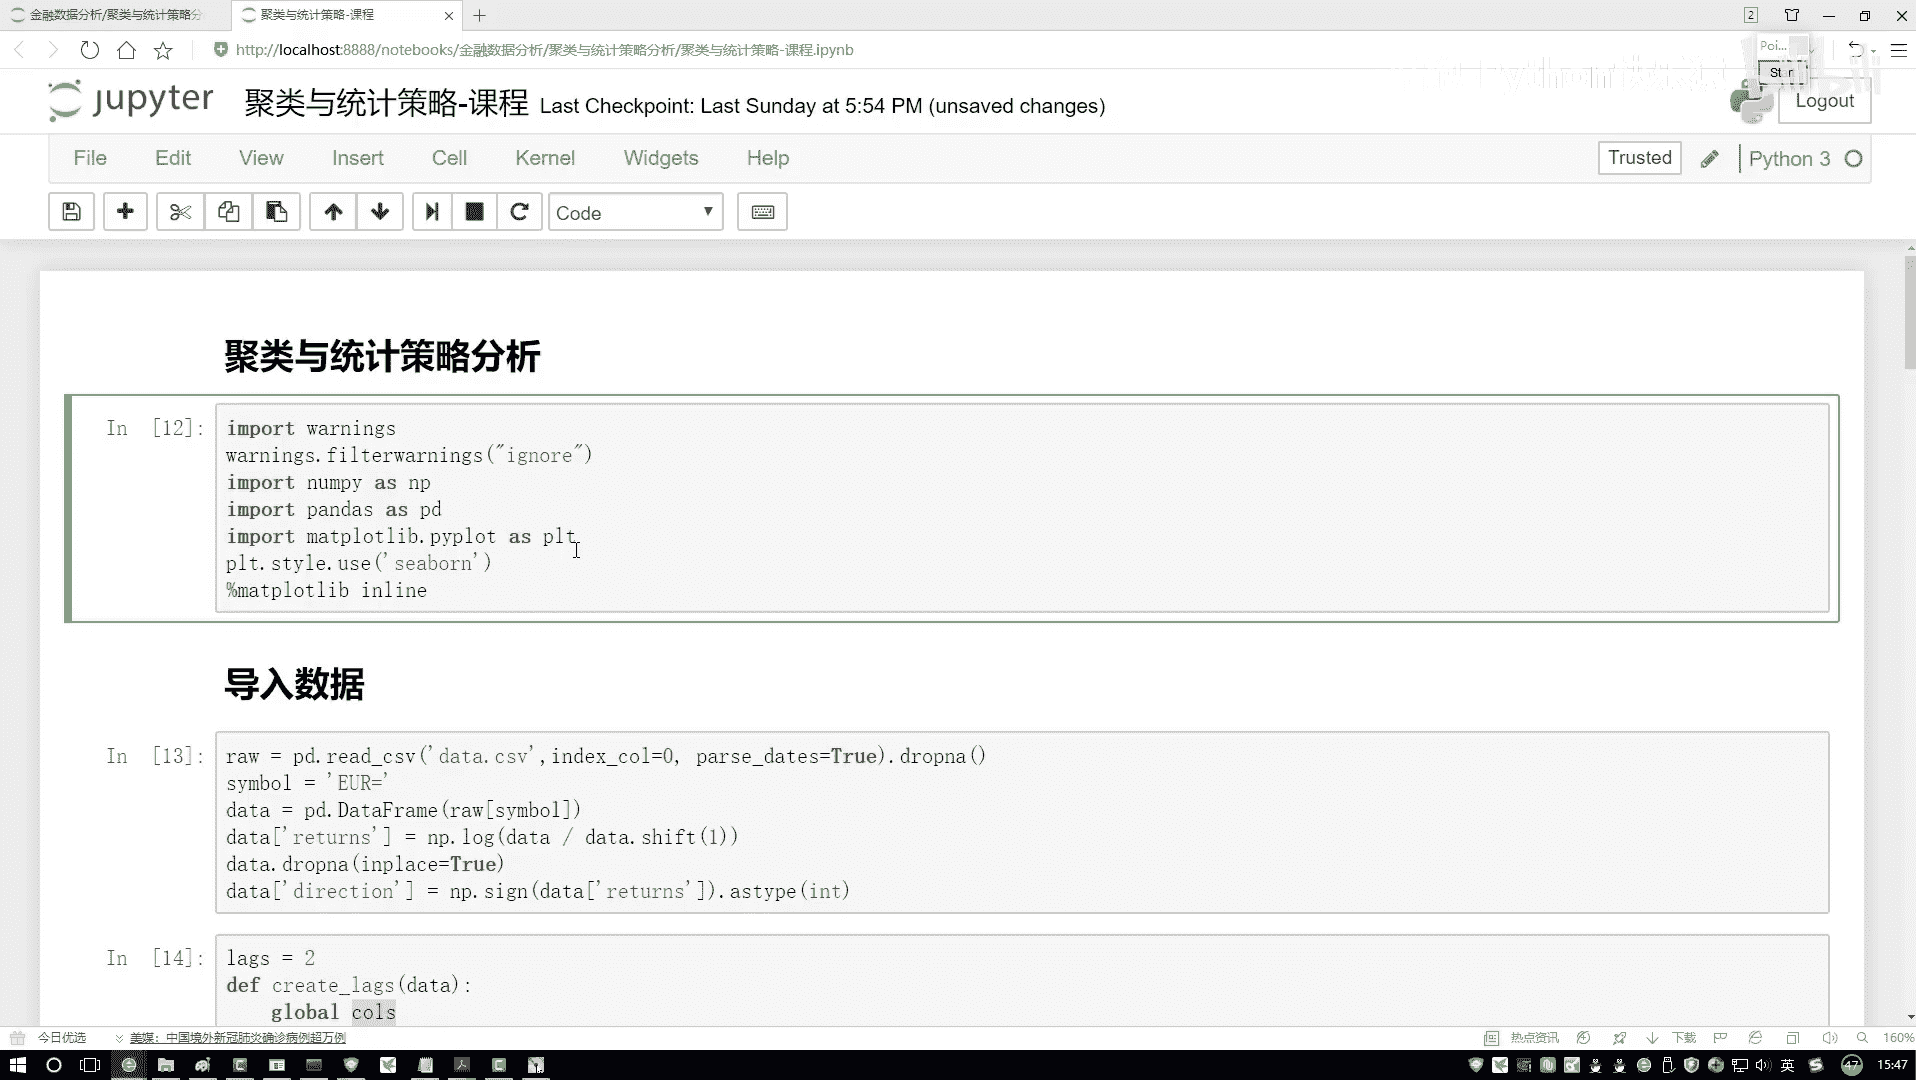 金融数据分析/聚类与统计策略分
聚类与统计策略-课程
2
http://localhost:8888/notebooks/金融数据分析/聚类与统计策略分析/聚类与统计策略-课程.ipynb
Poi...
jupyter
聚类与统计策略-课程 Last Checkpoint: Last Sunday at 5:54 PM (unsaved changes)
Logout
File Edit View Insert Cell Kernel Widgets Help
Trusted
Python 3
Code
聚类与统计策略分析
In [12]:
import warnings
warnings.filterwarnings("ignore")
import numpy as np
import pandas as pd
import matplotlib.pyplot as plt
plt.style.use('seaborn')
%matplotlib inline
导入数据
In [13]:
raw = pd.read_csv('data.csv',index_col=0, parse_dates=True).dropna()
symbol = 'EUR='
data = pd.DataFrame(raw[symbol])
data['returns'] = np.log(data / data.shift(1))
data.dropna(inplace=True)
data['direction'] = np.sign(data['returns']).astype(int)
In [14]:
lags = 2
def create_lags(data):
global cols
今日优选
美媒：中国境外新冠肺炎确诊病例超万例
热点资讯
下载
160%
英
47
15:47